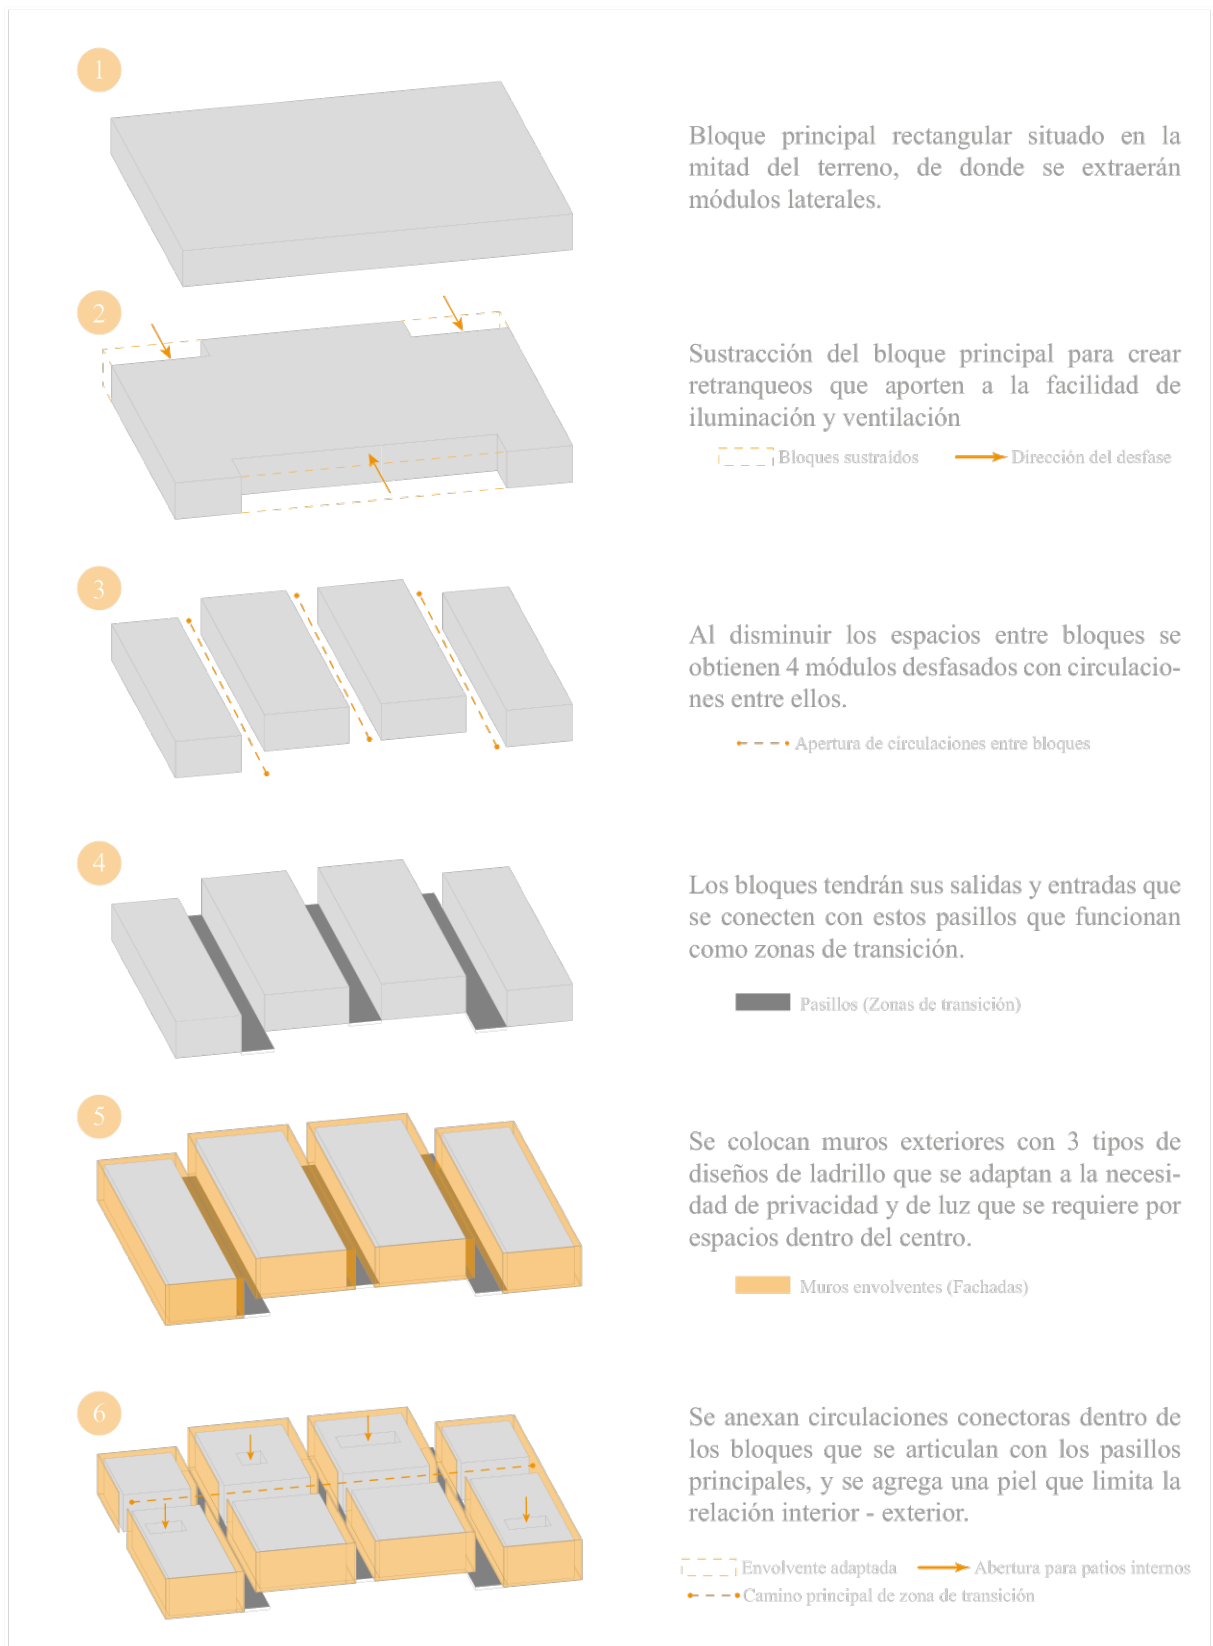 1
Bloque principal rectangular situado en la
mitad del terreno, de donde se extraerán
módulos laterales.
2
Sustracción del bloque principal para crear
retranqueos que aporten a la facilidad de
iluminación y ventilación
Bloques sustraídos
Dirección del desfase
3
Al disminuir los espacios entre bloques se
obtienen 4 módulos desfasados con circulacio-
nes entre ellos.
Apertura de circulaciones entre bloques
4
Los bloques tendrán sus salidas y entradas que
se conecten con estos pasillos que funcionan
como zonas de transición.
Pasillos (Zonas de transición)
5
Se colocan muros exteriores con 3 tipos de
diseños de ladrillo que se adaptan a la necesi-
dad de privacidad y de luz que se requiere por
espacios dentro del centro.
Muros envolventes (Fachadas)
6
Se anexan circulaciones conectoras dentro de
los bloques que se articulan con los pasillos
principales, y se agrega una piel que limita la
relación interior - exterior.
Envolvente adaptada
Abertura para patios internos
Camino principal de zona de transición